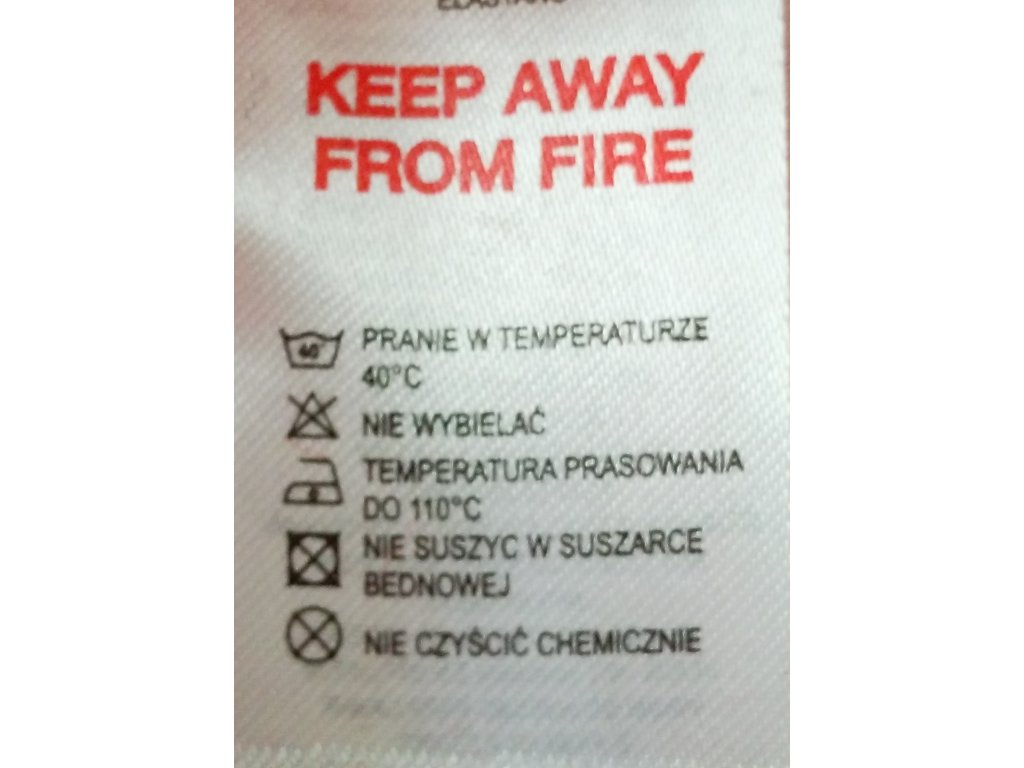 KEEP AWAY
FROM FIRE
40°
PRANIE W TEMPERATURZE
40°C
NIE WYBIELAĆ
TEMPERATURA PRASOWANIA
DO 110°C
NIE SUSZYC W SUSZARCE
BEDNOWEJ
NIE CZYŚCIĆ CHEMICZNIE